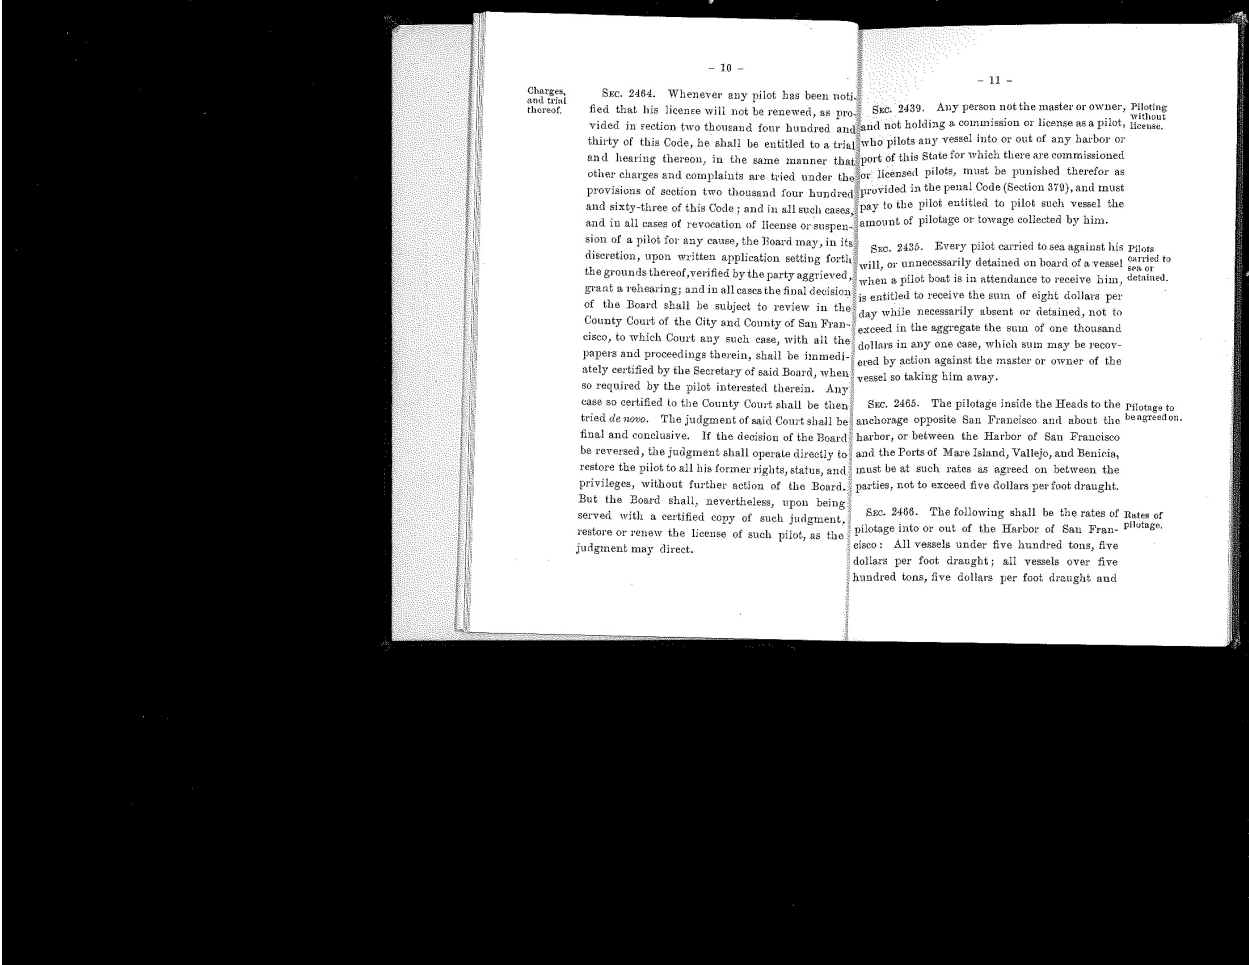 – 10 –
Charges,
and trial
thereof.
SEC. 2464. Whenever any pilot has been noti-
fied that his license will not be renewed, as pro-
vided in section two thousand four hundred and
thirty of this Code, he shall be entitled to a trial
and hearing thereon, in the same manner that
other charges and complaints are tried under the
provisions of section two thousand four hundred
and sixty-three of this Code; and in all such cases,
and in all cases of revocation of license or suspen-
sion of a pilot for any cause, the Board may, in its
discretion, upon written application setting forth
the grounds thereof, verified by the party aggrieved,
grant a rehearing; and in all cases the final decision
of the Board shall be subject to review in the
County Court of the City and County of San Fran-
cisco, to which Court any such case, with all the
papers and proceedings therein, shall be immedi-
ately certified by the Secretary of said Board, when
so required by the pilot interested therein. Any
case so certified to the County Court shall be then
tried de novo. The judgment of said Court shall be
final and conclusive. If the decision of the Board
be reversed, the judgment shall operate directly to
restore the pilot to all his former rights, status, and
privileges, without further action of the Board.
But the Board shall, nevertheless, upon being
served with a certified copy of such judgment,
restore or renew the license of such pilot, as the
judgment may direct.
– 11 –
SEC. 2439. Any person not the master or owner,
and not holding a commission or license as a pilot,
who pilots any vessel into or out of any harbor or
port of this State for which there are commissioned
or licensed pilots, must be punished therefor as
provided in the penal Code (Section 379), and must
pay to the pilot entitled to pilot such vessel the
amount of pilotage or towage collected by him.
Piloting
without
license.
SEC. 2435. Every pilot carried to sea against his
will, or unnecessarily detained on board of a vessel
when a pilot boat is in attendance to receive him,
is entitled to receive the sum of eight dollars per
day while necessarily absent or detained, not to
exceed in the aggregate the sum of one thousand
dollars in any one case, which sum may be recov-
ered by action against the master or owner of the
vessel so taking him away.
Pilots
carried to
sea or
detained.
SEC. 2465. The pilotage inside the Heads to the
anchorage opposite San Francisco and about the
harbor, or between the Harbor of San Francisco
and the Ports of Mare Island, Vallejo, and Benicia,
must be at such rates as agreed on between the
parties, not to exceed five dollars per foot draught.
Pilotage to
be agreed on.
SEC. 2466. The following shall be the rates of
pilotage into or out of the Harbor of San Fran-
cisco: All vessels under five hundred tons, five
dollars per foot draught; all vessels over five
hundred tons, five dollars per foot draught and
Rates of
pilotage.